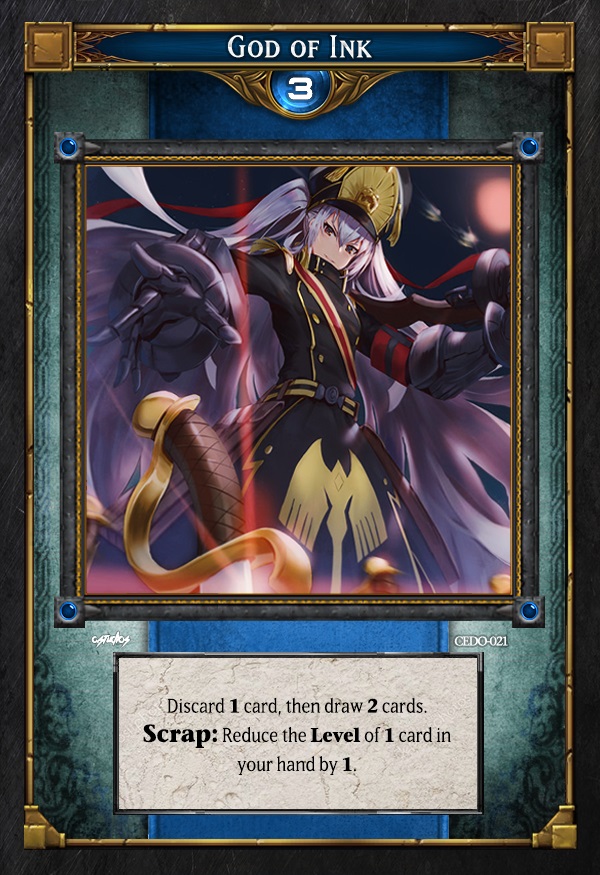 God of Ink
3
cstudios
CEDO-021
Discard 1 card, then draw 2 cards.
Scrap: Reduce the Level of 1 card in
your hand by 1.